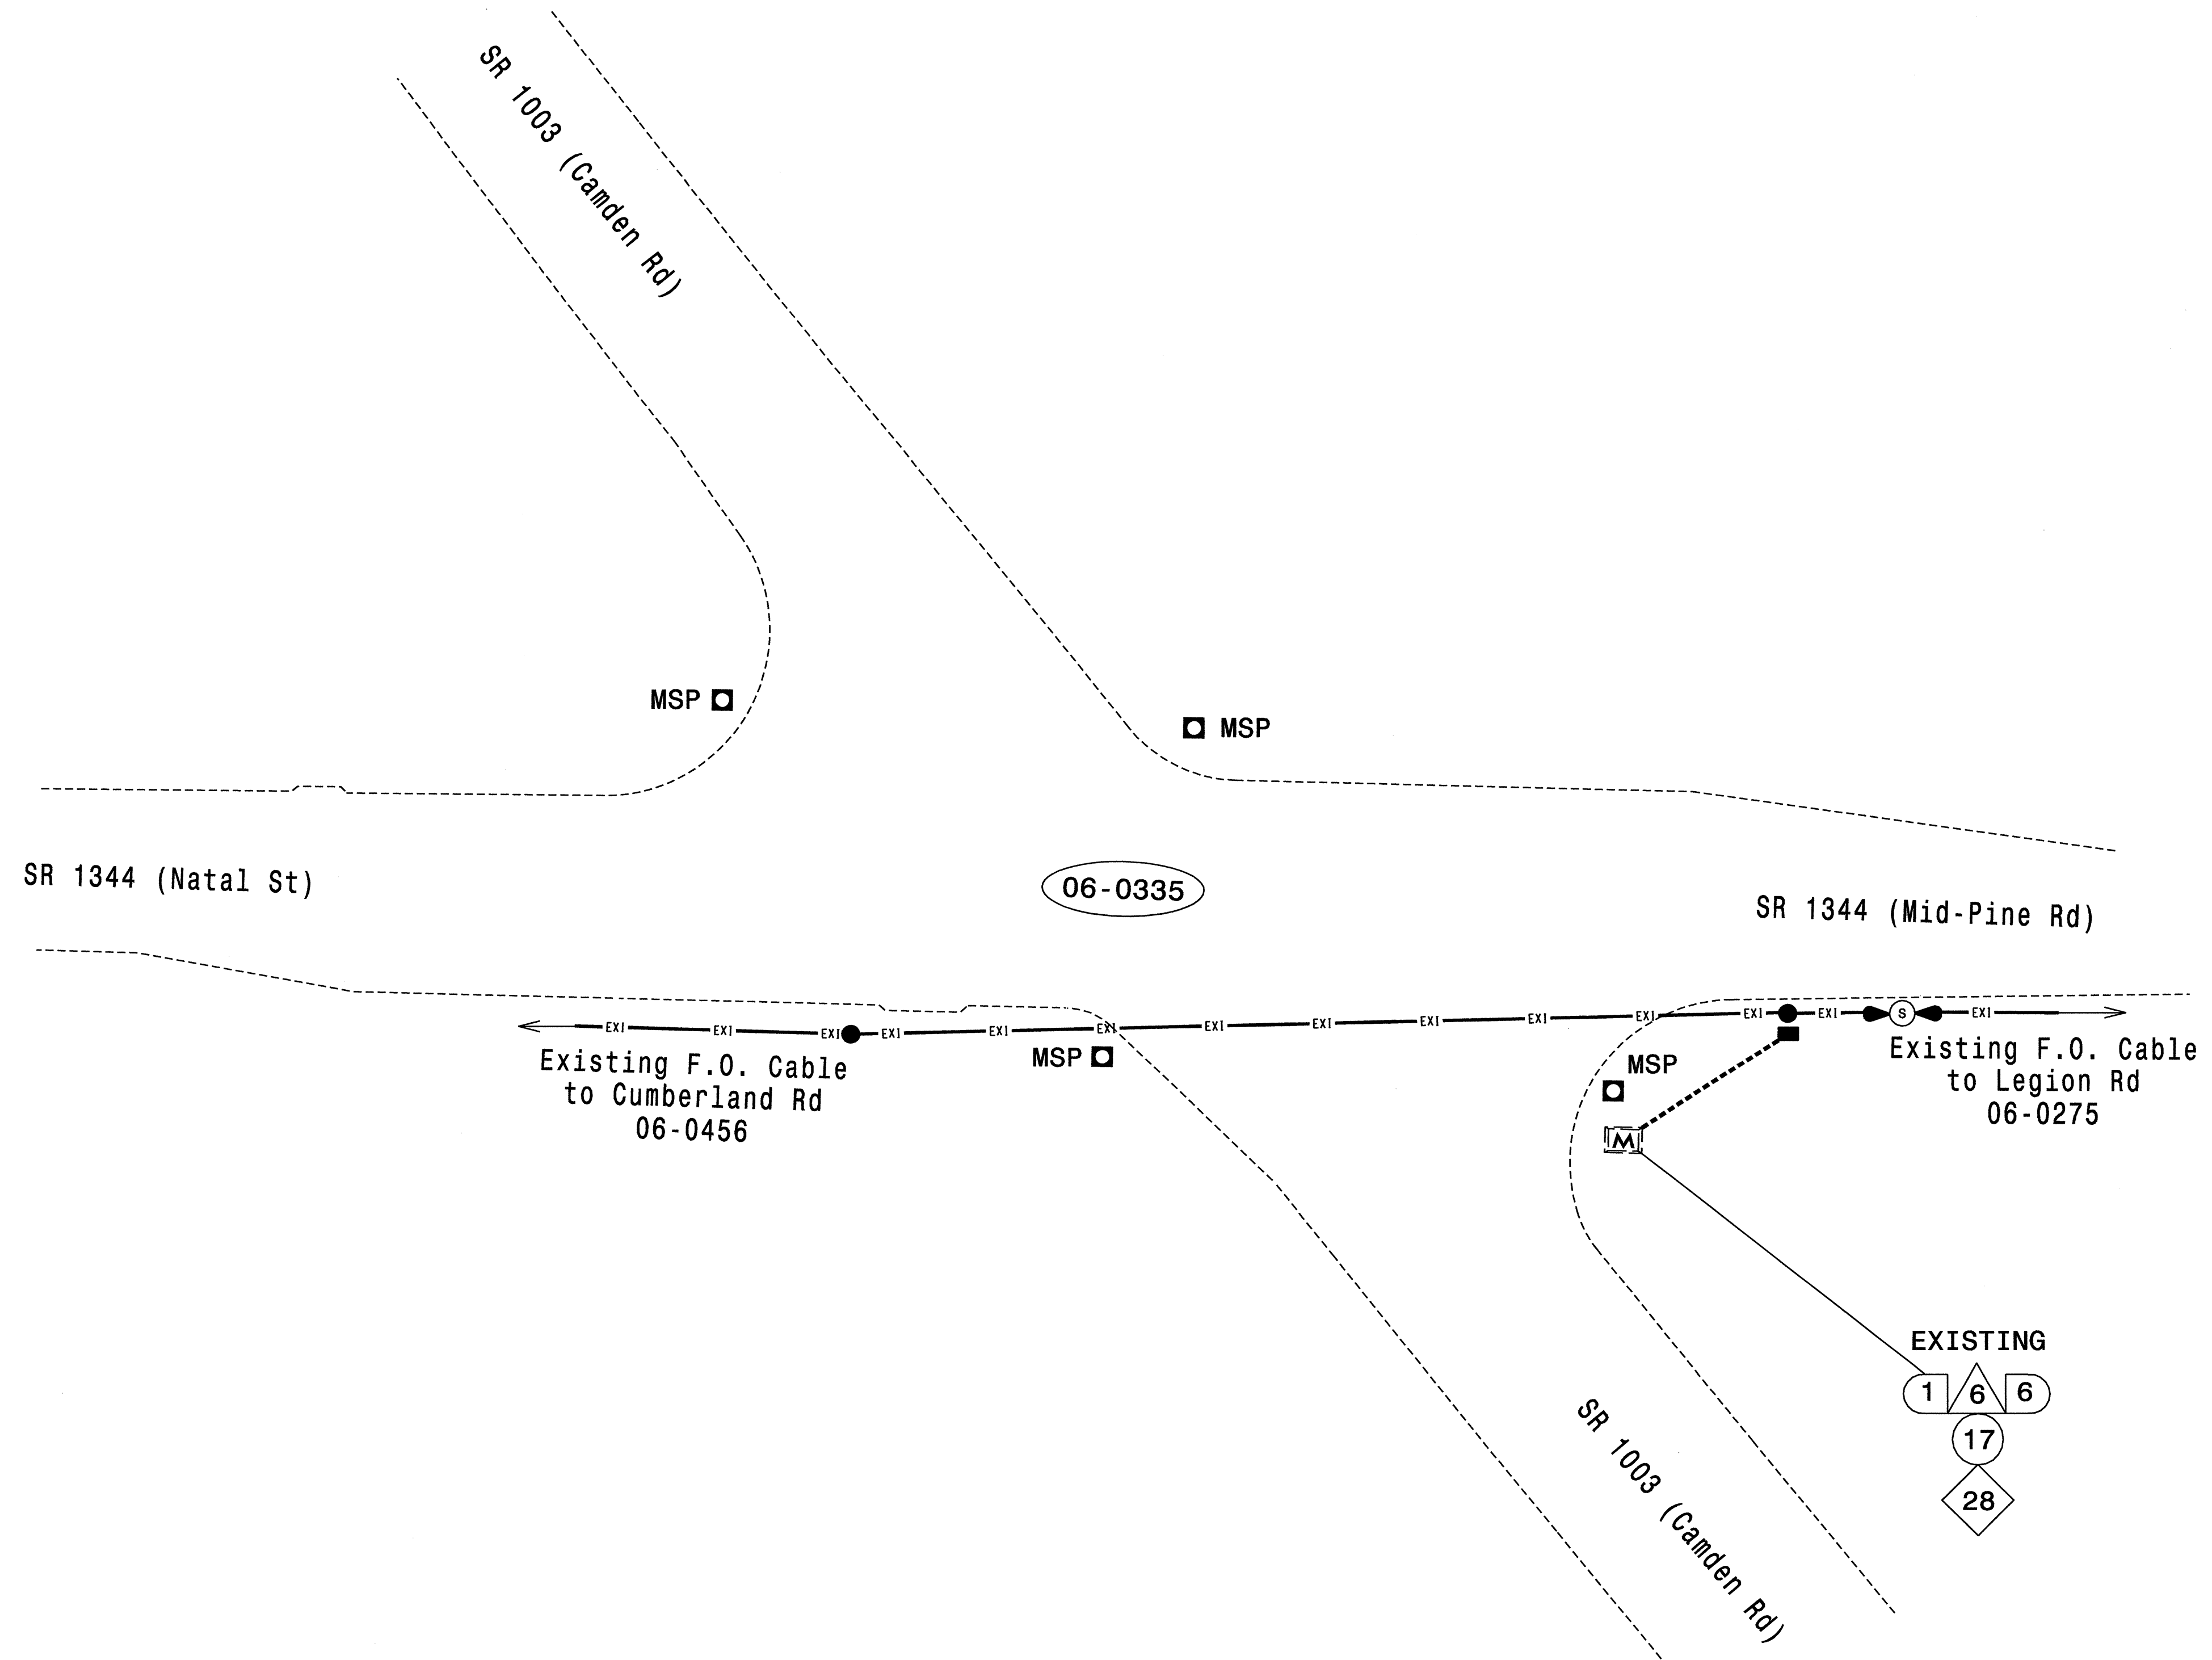 SR 1003 (Camden Rd)
MSP
MSP
SR 1344 (Natal St)
06-0335
SR 1344 (Mid-Pine Rd)
EXI
EXI
EXI
EXI
EXI
EXI
EXI
EXI
EXI
EXI
EXI
EXI
EXI
S
EXI
Existing F.O. Cable
to Cumberland Rd
06-0456
MSP
MSP
Existing F.O. Cable
to Legion Rd
06-0275
M
EXISTING
1 6 6
17
28
SR 1003 (Camden Rd)